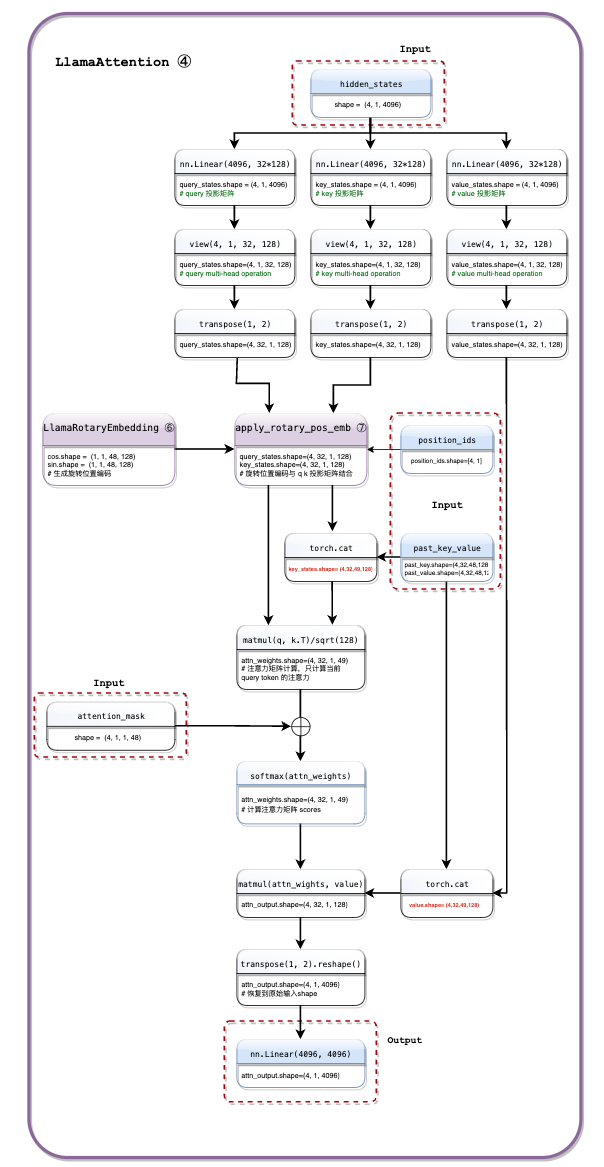 Input
LlamaAttention ④
hidden_states
shape = (4, 1, 4096)
nn.Linear(4096, 32*128)
query_states.shape = (4, 1, 4096)
# query 投影矩阵
nn.Linear(4096, 32*128)
key_states.shape = (4, 1, 4096)
# key 投影矩阵
nn.Linear(4096, 32*128)
value_states.shape = (4, 1, 4096)
# value 投影矩阵
view(4, 1, 32, 128)
query_states.shape=(4, 1, 32, 128)
# query multi-head operation
view(4, 1, 32, 128)
key_states.shape=(4, 1, 32, 128)
# key multi-head operation
view(4, 1, 32, 128)
value_states.shape=(4, 1, 32, 128)
# value multi-head operation
transpose(1, 2)
query_states.shape=(4, 32, 1, 128)
transpose(1, 2)
key_states.shape=(4, 32, 1, 128)
transpose(1, 2)
value_states.shape=(4, 32, 1, 128)
LlamaRotaryEmbedding ⑥
cos.shape = (1, 1, 48, 128)
sin.shape = (1, 1, 48, 128)
# 生成旋转位置编码
apply_rotary_pos_emb ⑦
query_states.shape=(4, 32, 1, 128)
key_states.shape=(4, 32, 1, 128)
# 旋转位置编码与 q k 投影矩阵结合
position_ids
position_ids.shape=[4, 1]
Input
torch.cat
key_states.shape= (4,32,49,128)
past_key_value
past_key.shape=(4,32,48,128
past_value.shape=(4,32,48,12
matmul(q, k.T)/sqrt(128)
attn_weights.shape=(4, 32, 1, 49)
# 注意力矩阵计算，只计算当前
query token 的注意力
Input
attention_mask
shape = (4, 1, 1, 48)
softmax(attn_weights)
attn_weights.shape=(4, 32, 1, 49)
# 计算注意力矩阵 scores
matmul(attn_wights, value)
attn_output.shape=(4, 32, 1, 128)
torch.cat
value.shape= (4,32,49,128)
transpose(1, 2).reshape()
attn_output.shape=(4, 1, 4096)
# 恢复到原始输入shape
Output
nn.Linear(4096, 4096)
attn_output.shape=(4, 1, 4096)